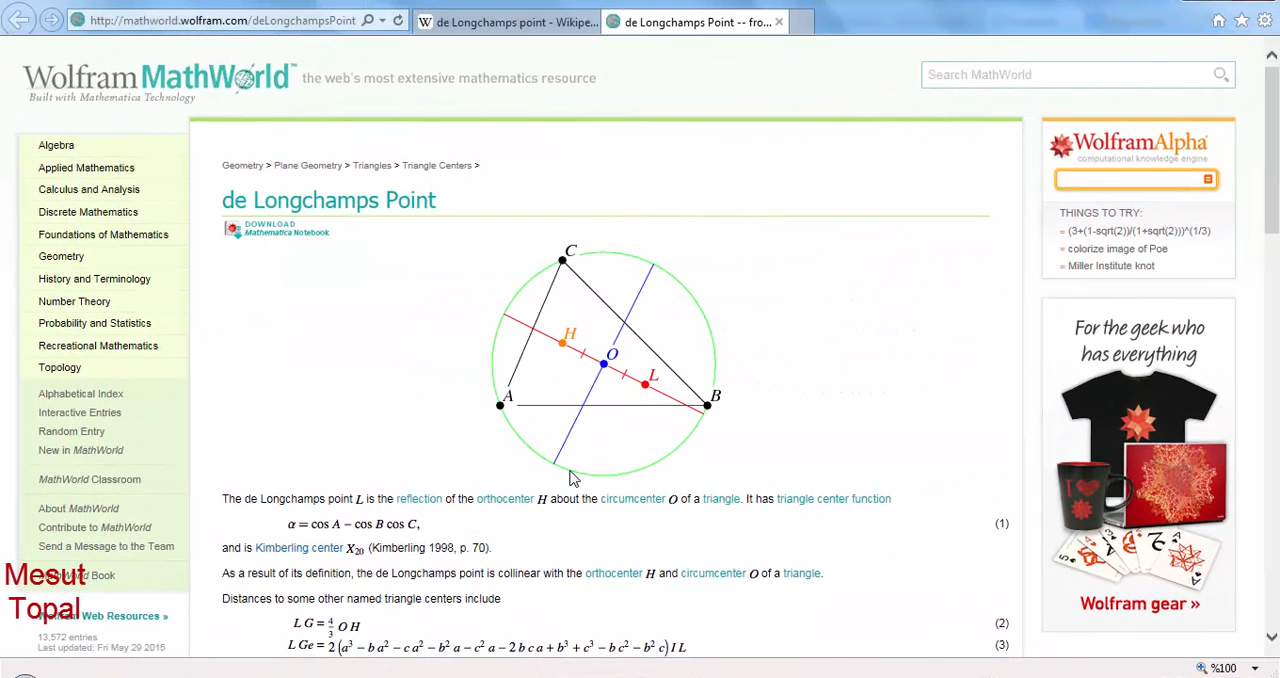 http://mathworld.wolfram.com/deLongchampsPoint
de Longchamps point - Wikipe...
de Longchamps Point -- fro...
Wolfram MathWorld™ the web's most extensive mathematics resource
Built with Mathematica Technology
Search MathWorld
Algebra
Applied Mathematics
Calculus and Analysis
Discrete Mathematics
Foundations of Mathematics
Geometry
History and Terminology
Number Theory
Probability and Statistics
Recreational Mathematics
Topology
Alphabetical Index
Interactive Entries
Random Entry
New in MathWorld
MathWorld Classroom
About MathWorld
Contribute to MathWorld
Send a Message to the Team
Book
Mesut
Topal
Wolfram Web Resources »
13,572 entries
Last updated: Fri May 29 2015
Geometry > Plane Geometry > Triangles > Triangle Centers >
de Longchamps Point
DOWNLOAD
Mathematica Notebook
C
H
O
L
A
B
The de Longchamps point L is the reflection of the orthocenter H about the circumcenter O of a triangle. It has triangle center function
α = cos A − cos B cos C, (1)
and is Kimberling center X₂₀ (Kimberling 1998, p. 70).
As a result of its definition, the de Longchamps point is collinear with the orthocenter H and circumcenter O of a triangle.
Distances to some other named triangle centers include
L G = 4/3 O H (2)
L Ge = 2 (a³ − b a² − c a² − b² a − c² a − 2 b c a + b³ + c³ − b c² − b² c) I L (3)
WolframAlpha
computational knowledge engine
THINGS TO TRY:
= (3+(1-sqrt(2))/(1+sqrt(2)))^(1/3)
= colorize image of Poe
= Miller Institute knot
For the geek who
has everything
Wolfram gear »
%100